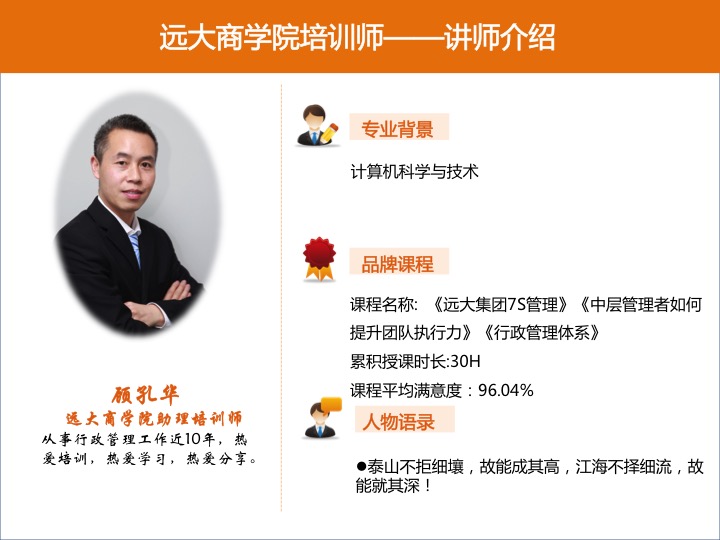 远大商学院培训师——讲师介绍
专业背景
计算机科学与技术
品牌课程
课程名称: 《远大集团7S管理》《中层管理者如何
提升团队执行力》《行政管理体系》
累积授课时长:30H
课程平均满意度：96.04%
顾孔华
远大商学院助理培训师
从事行政管理工作近10年，热
爱培训，热爱学习，热爱分享。
人物语录
●泰山不拒细壤，故能成其高，江海不择细流，故
能就其深！